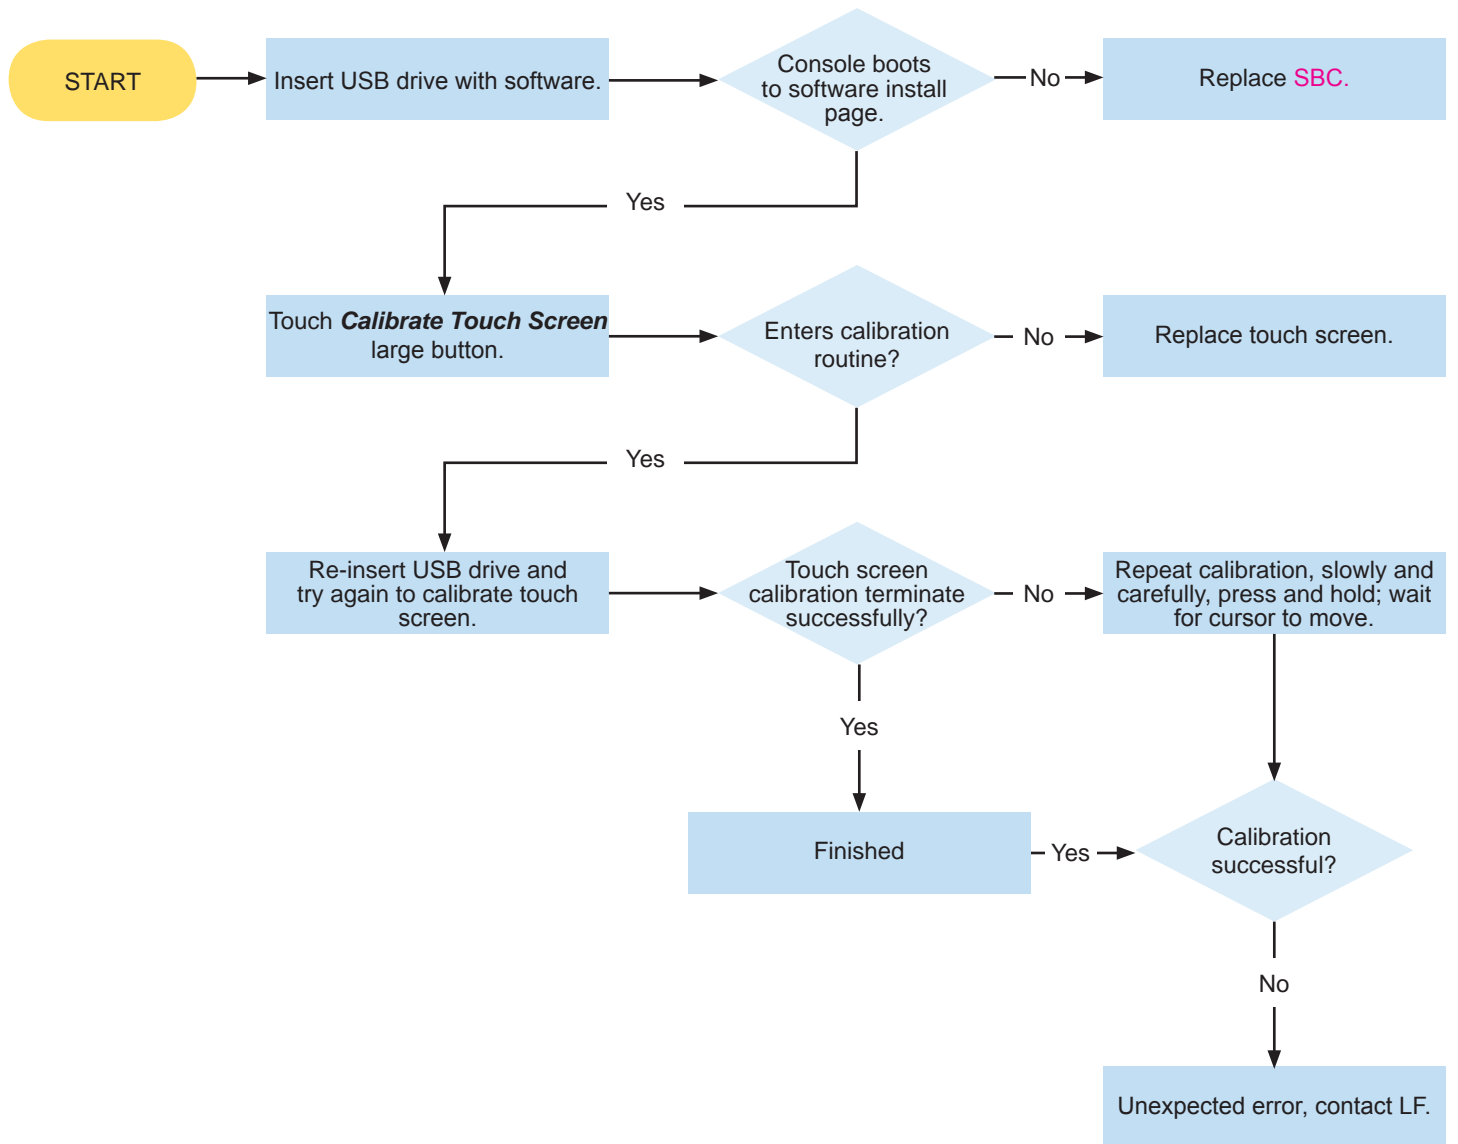 START
Insert USB drive with software.
Console boots
to software install
page.
No
Replace SBC.
Yes
Touch Calibrate Touch Screen
large button.
Enters calibration
routine?
No
Replace touch screen.
Yes
Re-insert USB drive and
try again to calibrate touch
screen.
Touch screen
calibration terminate
successfully?
No
Repeat calibration, slowly and
carefully, press and hold; wait
for cursor to move.
Yes
Finished
Yes
Calibration
successful?
No
Unexpected error, contact LF.